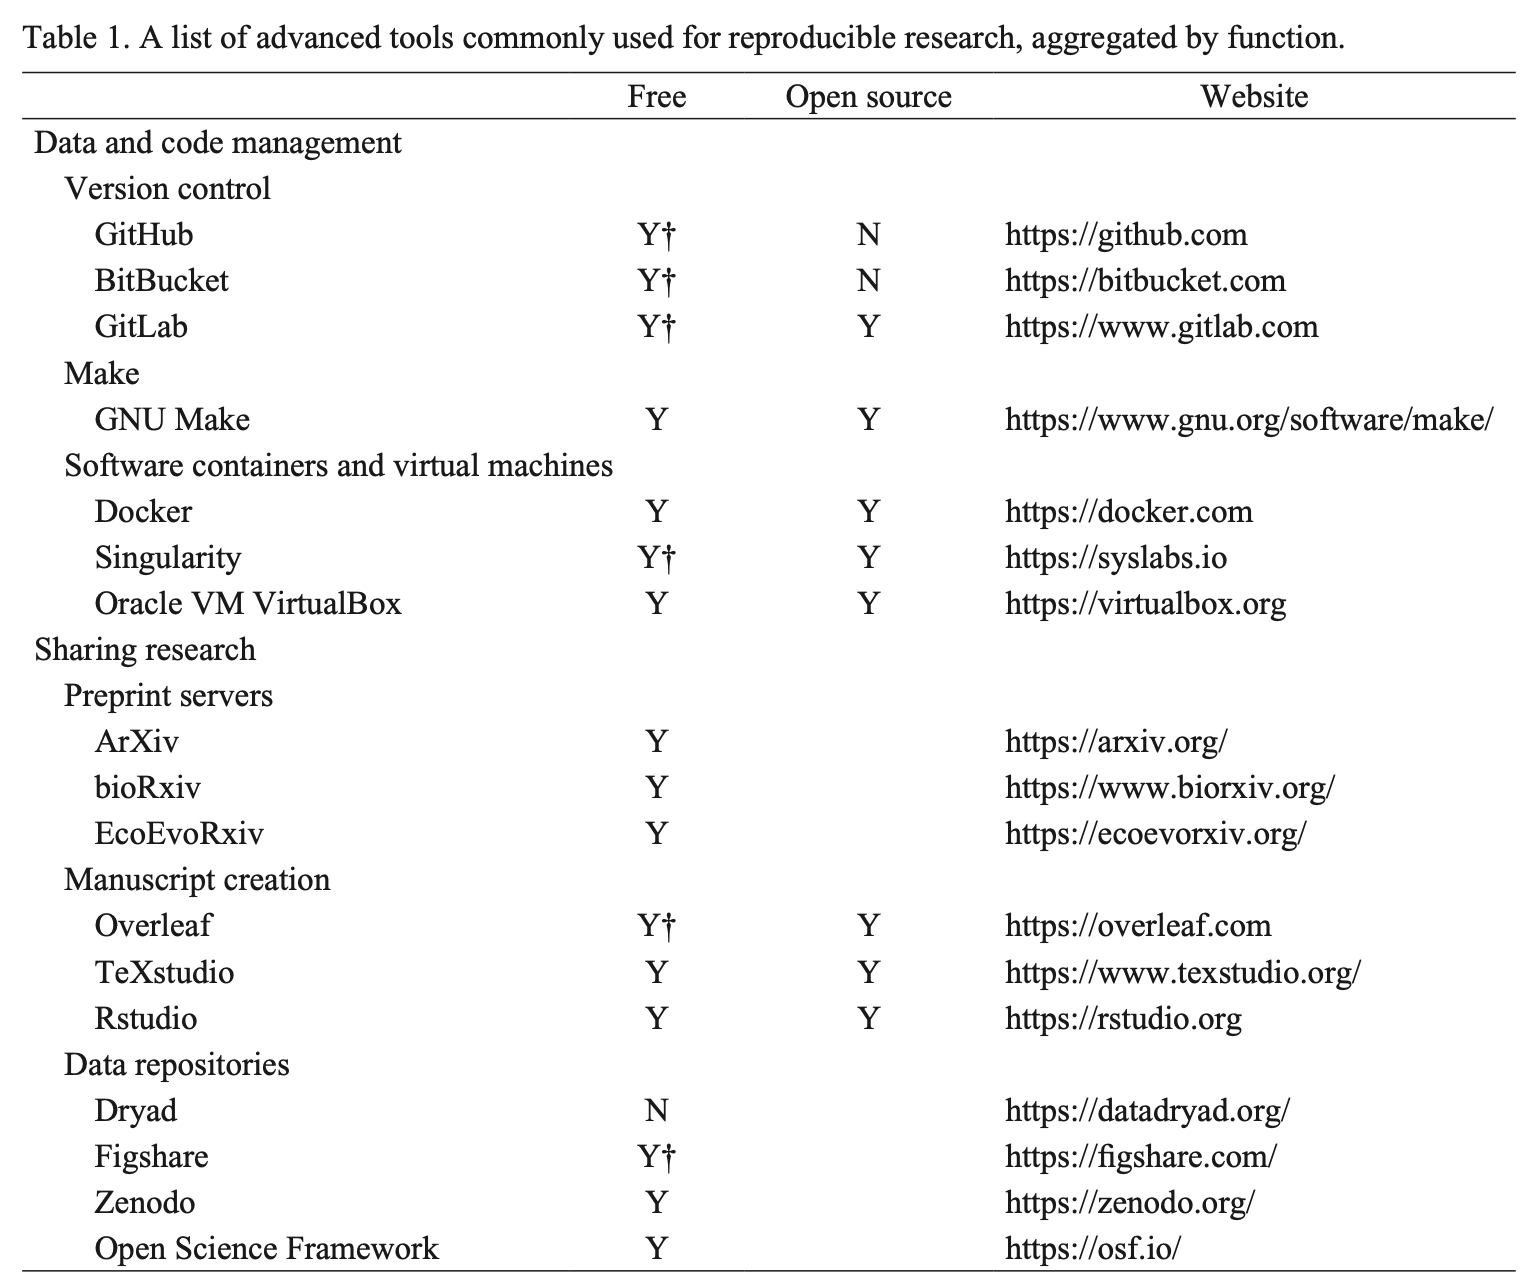 Table 1. A list of advanced tools commonly used for reproducible research, aggregated by function.
Free Open source Website
Data and code management
Version control
GitHub Y† N https://github.com
BitBucket Y† N https://bitbucket.com
GitLab Y† Y https://www.gitlab.com
Make
GNU Make Y Y https://www.gnu.org/software/make/
Software containers and virtual machines
Docker Y Y https://docker.com
Singularity Y† Y https://syslabs.io
Oracle VM VirtualBox Y Y https://virtualbox.org
Sharing research
Preprint servers
ArXiv Y https://arxiv.org/
bioRxiv Y https://www.biorxiv.org/
EcoEvoRxiv Y https://ecoevorxiv.org/
Manuscript creation
Overleaf Y† Y https://overleaf.com
TeXstudio Y Y https://www.texstudio.org/
Rstudio Y Y https://rstudio.org
Data repositories
Dryad N https://datadryad.org/
Figshare Y† https://figshare.com/
Zenodo Y https://zenodo.org/
Open Science Framework Y https://osf.io/